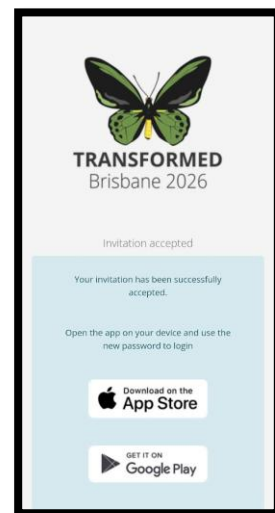 TRANSFORMED
Brisbane 2026
Invitation accepted
Your invitation has been successfully
accepted.
Open the app on your device and use the
new password to login
Download on the
App Store
GET IT ON
Google Play